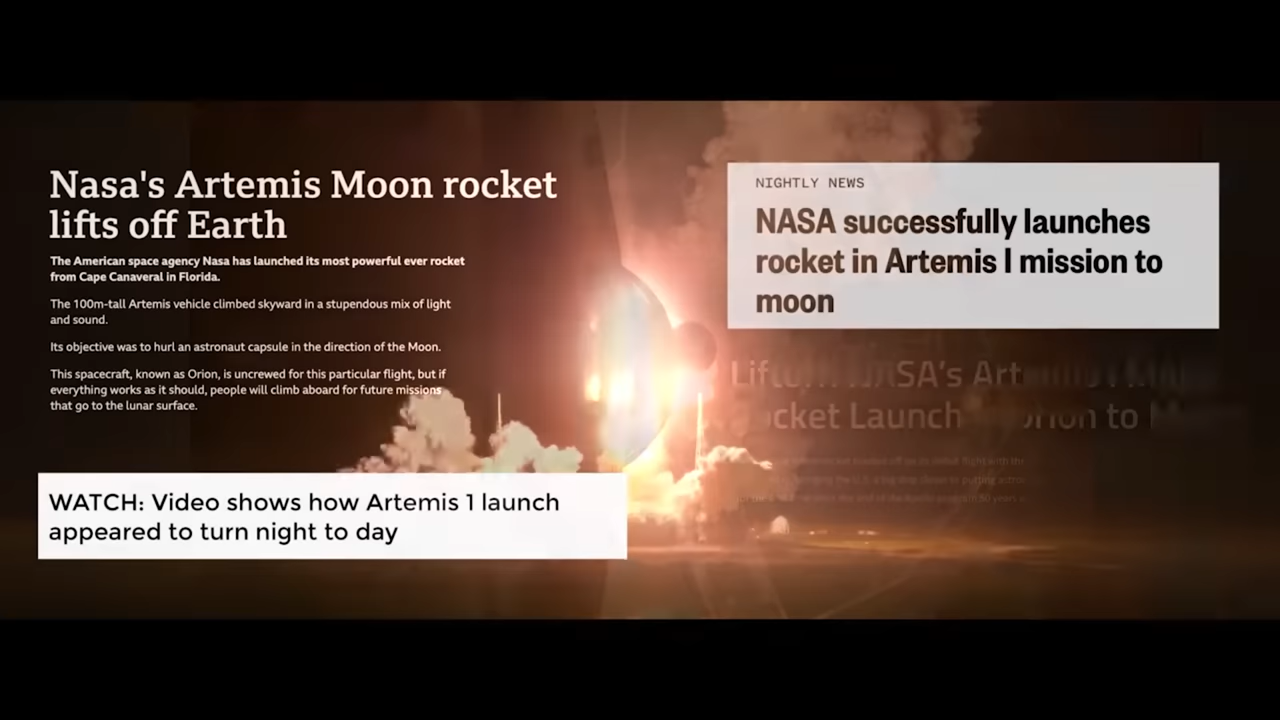 Nasa's Artemis Moon rocket
lifts off Earth
The American space agency Nasa has launched its most powerful ever rocket
from Cape Canaveral in Florida.
The 100m-tall Artemis vehicle climbed skyward in a stupendous mix of light
and sound.
Its objective was to hurl an astronaut capsule in the direction of the Moon.
This spacecraft, known as Orion, is uncrewed for this particular flight, but if
everything works as it should, people will climb aboard for future missions
that go to the lunar surface.
WATCH: Video shows how Artemis 1 launch
appeared to turn night to day
NIGHTLY NEWS
NASA successfully launches
rocket in Artemis I mission to
moon
Launch
to